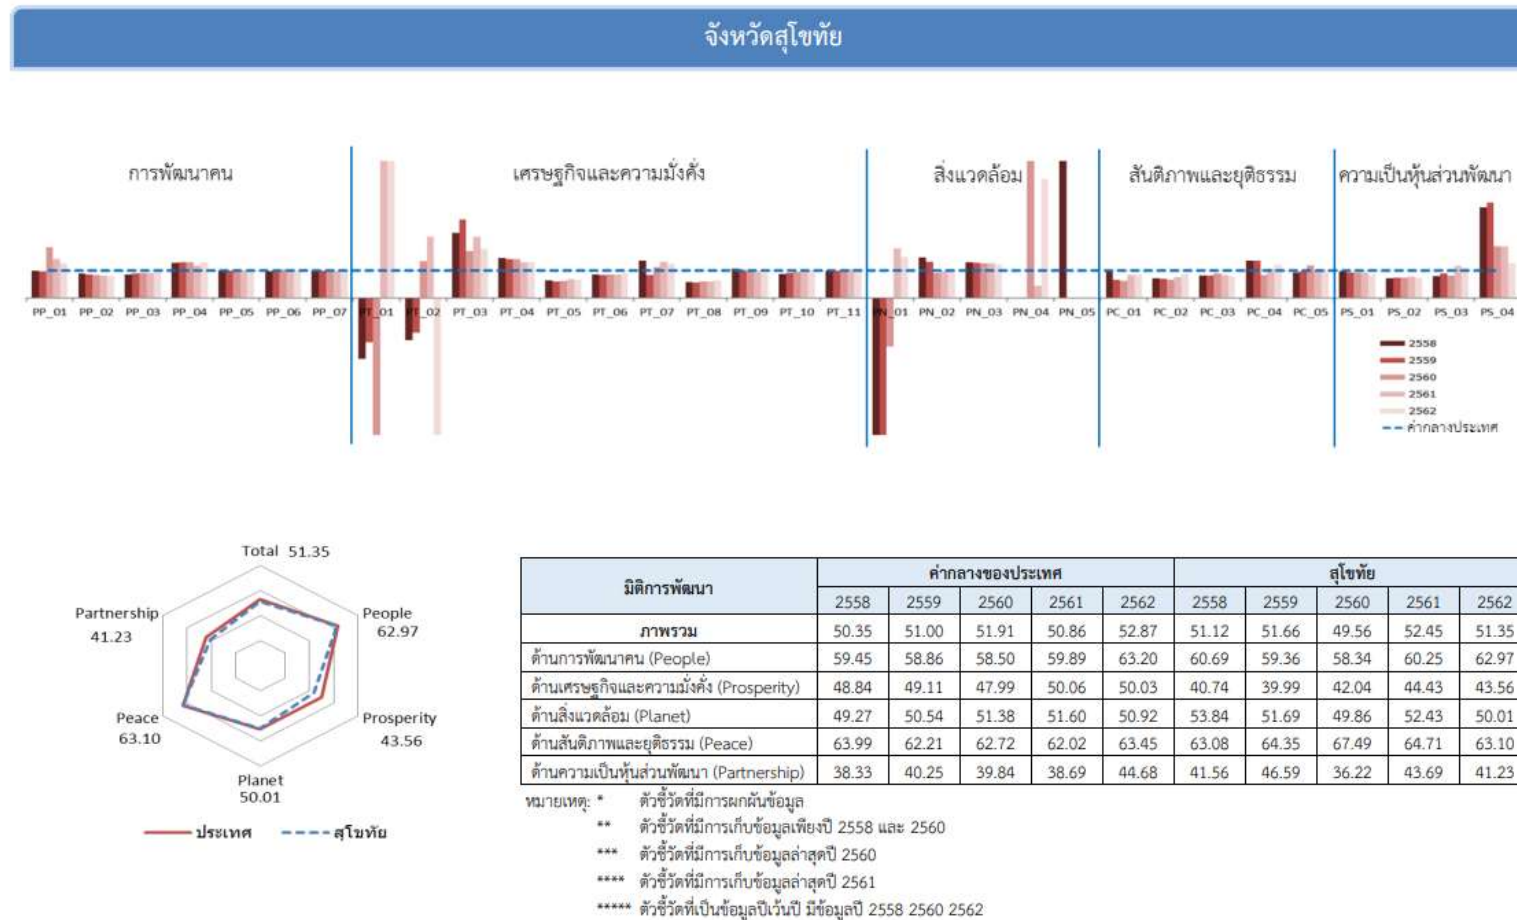 จังหวัดสุโขทัย
การพัฒนาคน
เศรษฐกิจและความมั่งคั่ง
สิ่งแวดล้อม
สันติภาพและยุติธรรม
ความเป็นหุ้นส่วนพัฒนา
PP_01 PP_02 PP_03 PP_04 PP_05 PP_06 PP_07 PT_01 PT_02 PT_03 PT_04 PT_05 PT_06 PT_07 PT_08 PT_09 PT_10 PT_11 PN_01 PN_02 PN_03 PN_04 PN_05 PC_01 PC_02 PC_03 PC_04 PC_05 PS_01 PS_02 PS_03 PS_04
2558
2559
2560
2561
2562
ค่ากลางประเทศ
Total 51.35
People
62.97
Prosperity
43.56
Planet
50.01
Peace
63.10
Partnership
41.23
ประเทศ สุโขทัย
มิติการพัฒนา ค่ากลางของประเทศ สุโขทัย
2558 2559 2560 2561 2562 2558 2559 2560 2561 2562
ภาพรวม 50.35 51.00 51.91 50.86 52.87 51.12 51.66 49.56 52.45 51.35
ด้านการพัฒนาคน (People) 59.45 58.86 58.50 59.89 63.20 60.69 59.36 58.34 60.25 62.97
ด้านเศรษฐกิจและความมั่งคั่ง (Prosperity) 48.84 49.11 47.99 50.06 50.03 40.74 39.99 42.04 44.43 43.56
ด้านสิ่งแวดล้อม (Planet) 49.27 50.54 51.38 51.60 50.92 53.84 51.69 49.86 52.43 50.01
ด้านสันติภาพและยุติธรรม (Peace) 63.99 62.21 62.72 62.02 63.45 63.08 64.35 67.49 64.71 63.10
ด้านความเป็นหุ้นส่วนพัฒนา (Partnership) 38.33 40.25 39.84 38.69 44.68 41.56 46.59 36.22 43.69 41.23
หมายเหตุ: * ตัวชี้วัดที่มีการผกผันข้อมูล
** ตัวชี้วัดที่มีการเก็บข้อมูลเพียงปี 2558 และ 2560
*** ตัวชี้วัดที่มีการเก็บข้อมูลล่าสุดปี 2560
**** ตัวชี้วัดที่มีการเก็บข้อมูลล่าสุดปี 2561
***** ตัวชี้วัดที่เป็นข้อมูลปีเว้นปี มีข้อมูลปี 2558 2560 2562